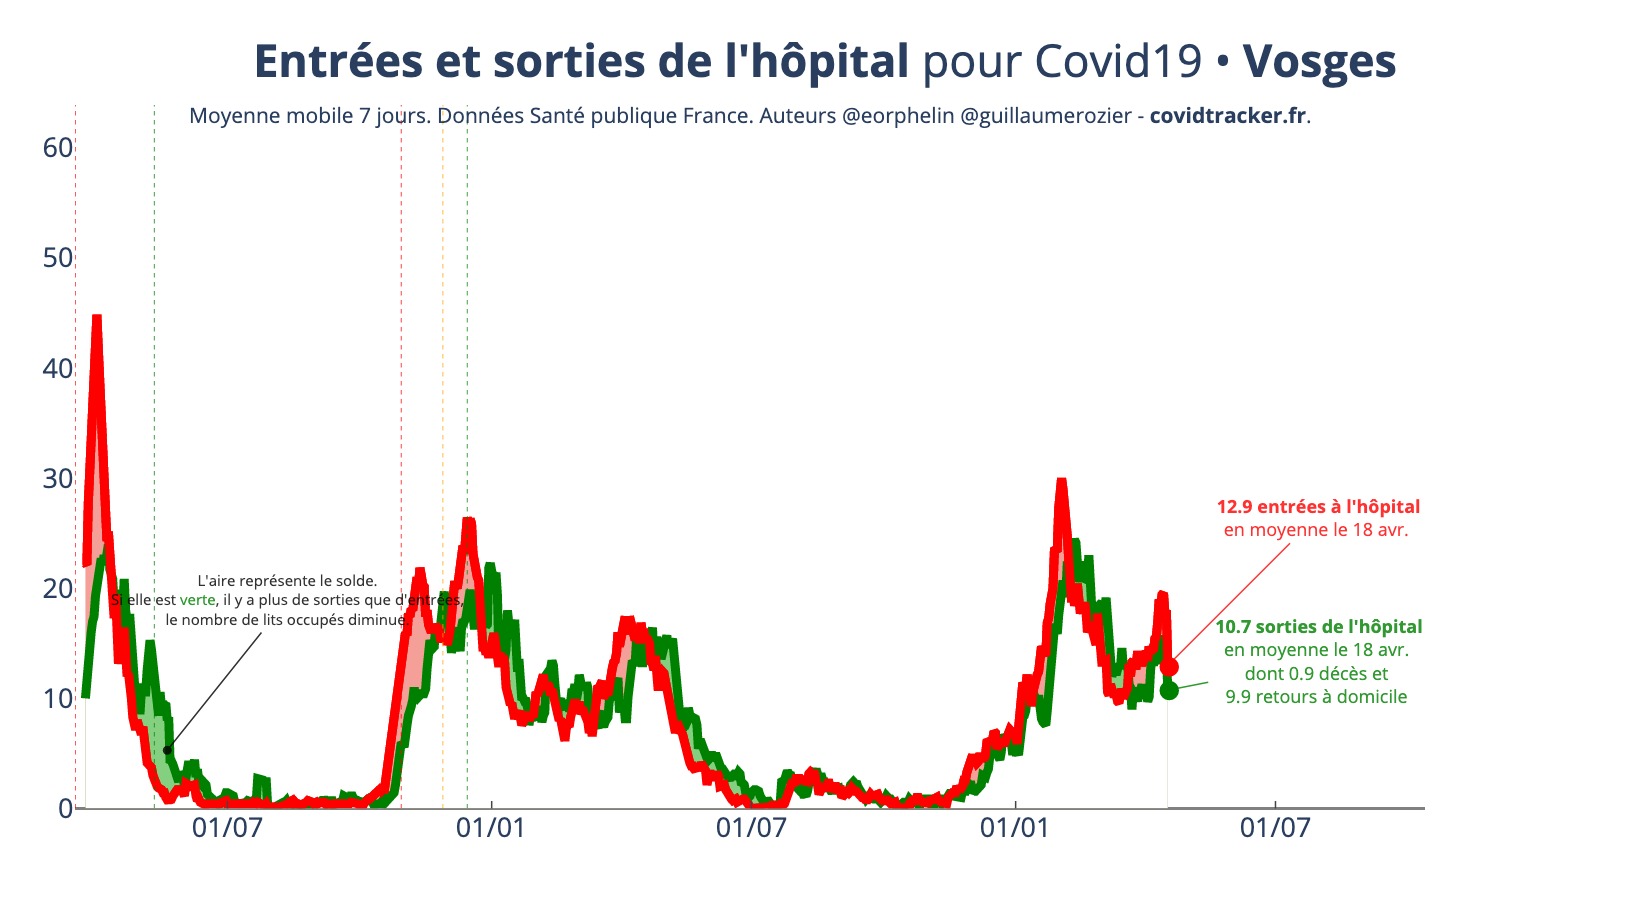 Entrées et sorties de l'hôpital pour Covid19 • Vosges
Moyenne mobile 7 jours. Données Santé publique France. Auteurs @eorphelin @guillaumerozier - covidtracker.fr.
60
50
40
30
20
10
0
L'aire représente le solde.
Si elle est verte, il y a plus de sorties que d'entrées,
le nombre de lits occupés diminue.
12.9 entrées à l'hôpital
en moyenne le 18 avr.
10.7 sorties de l'hôpital
en moyenne le 18 avr.
dont 0.9 décès et
9.9 retours à domicile
01/07
01/01
01/07
01/01
01/07